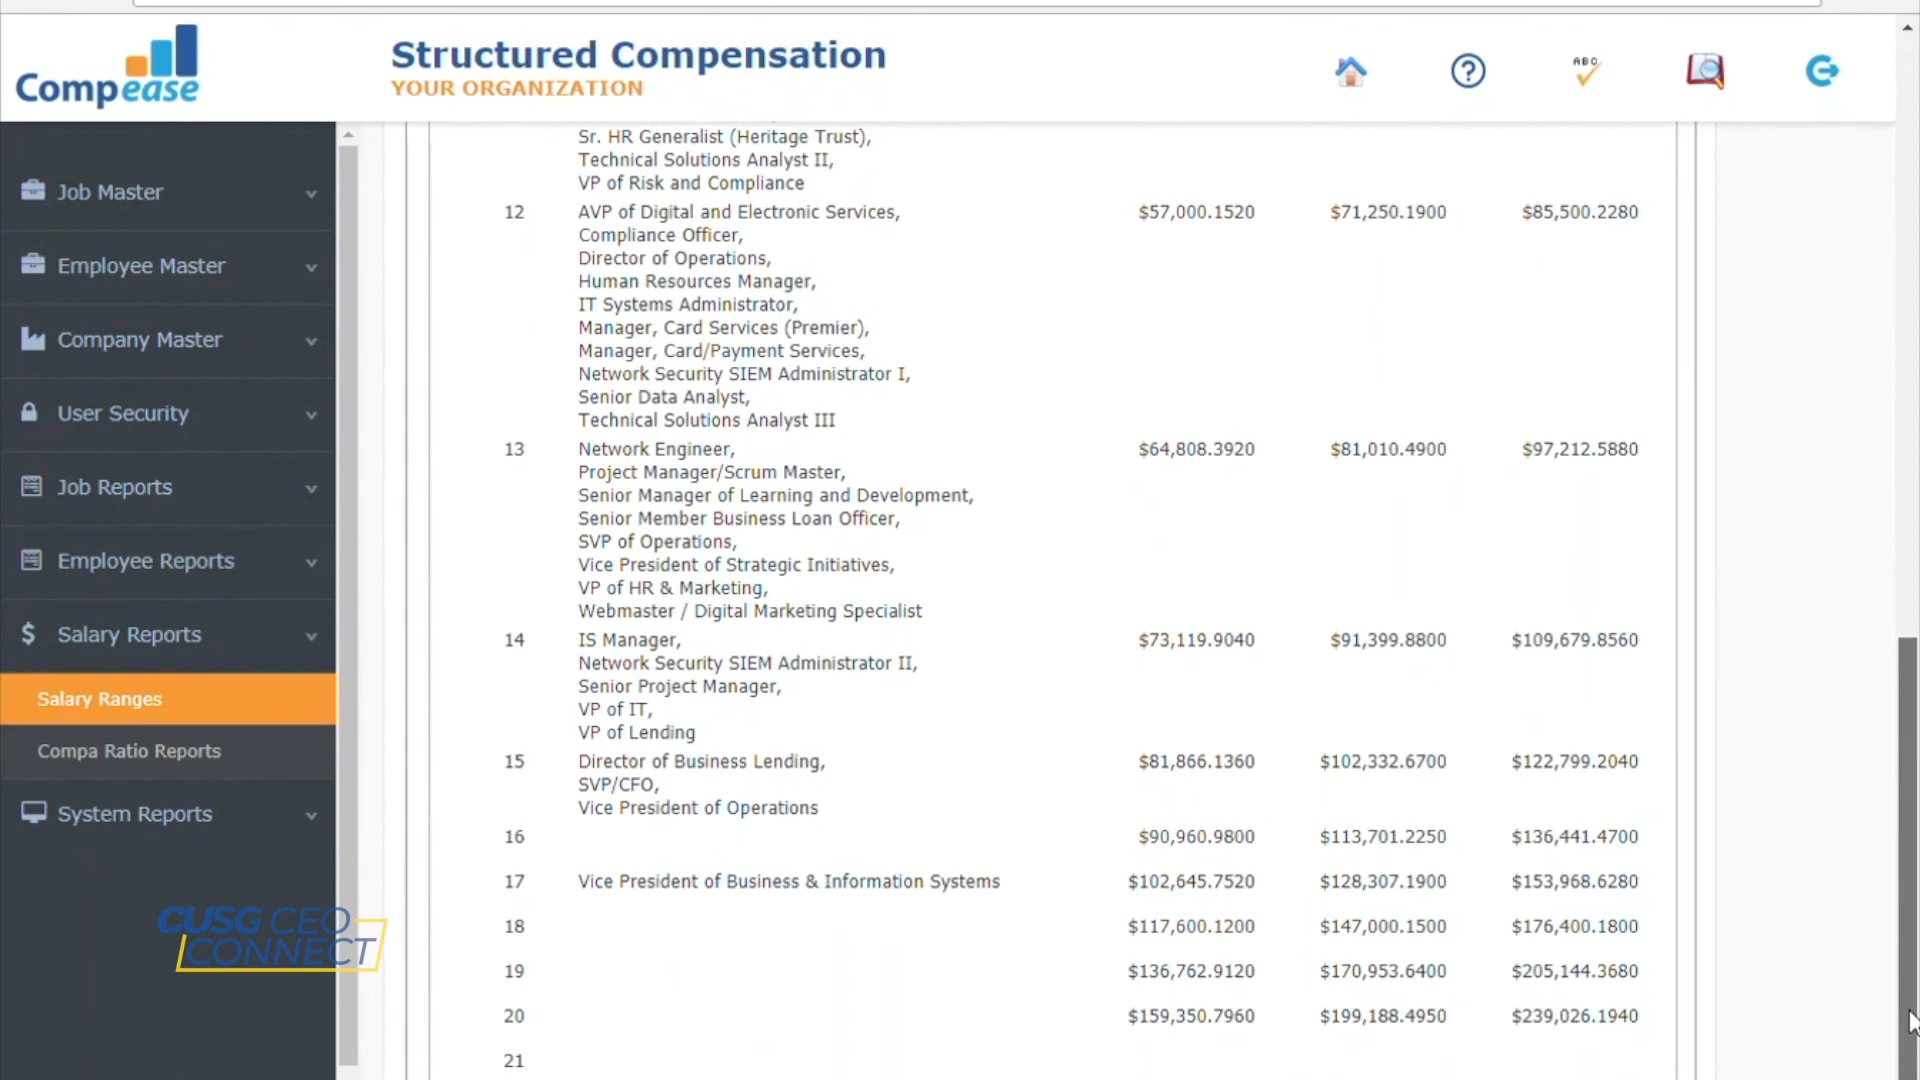 Compease
Structured Compensation
YOUR ORGANIZATION
ABC
Job Master
Employee Master
Company Master
User Security
Job Reports
Employee Reports
Salary Reports
Salary Ranges
Compa Ratio Reports
System Reports
CUSG CEO
CONNECT
Sr. HR Generalist (Heritage Trust),
Technical Solutions Analyst II,
VP of Risk and Compliance
12 AVP of Digital and Electronic Services, $57,000.1520 $71,250.1900 $85,500.2280
Compliance Officer,
Director of Operations,
Human Resources Manager,
IT Systems Administrator,
Manager, Card Services (Premier),
Manager, Card/Payment Services,
Network Security SIEM Administrator I,
Senior Data Analyst,
Technical Solutions Analyst III
13 Network Engineer, $64,808.3920 $81,010.4900 $97,212.5880
Project Manager/Scrum Master,
Senior Manager of Learning and Development,
Senior Member Business Loan Officer,
SVP of Operations,
Vice President of Strategic Initiatives,
VP of HR & Marketing,
Webmaster / Digital Marketing Specialist
14 IS Manager, $73,119.9040 $91,399.8800 $109,679.8560
Network Security SIEM Administrator II,
Senior Project Manager,
VP of IT,
VP of Lending
15 Director of Business Lending, $81,866.1360 $102,332.6700 $122,799.2040
SVP/CFO,
Vice President of Operations
16 $90,960.9800 $113,701.2250 $136,441.4700
17 Vice President of Business & Information Systems $102,645.7520 $128,307.1900 $153,968.6280
18 $117,600.1200 $147,000.1500 $176,400.1800
19 $136,762.9120 $170,953.6400 $205,144.3680
20 $159,350.7960 $199,188.4950 $239,026.1940
21